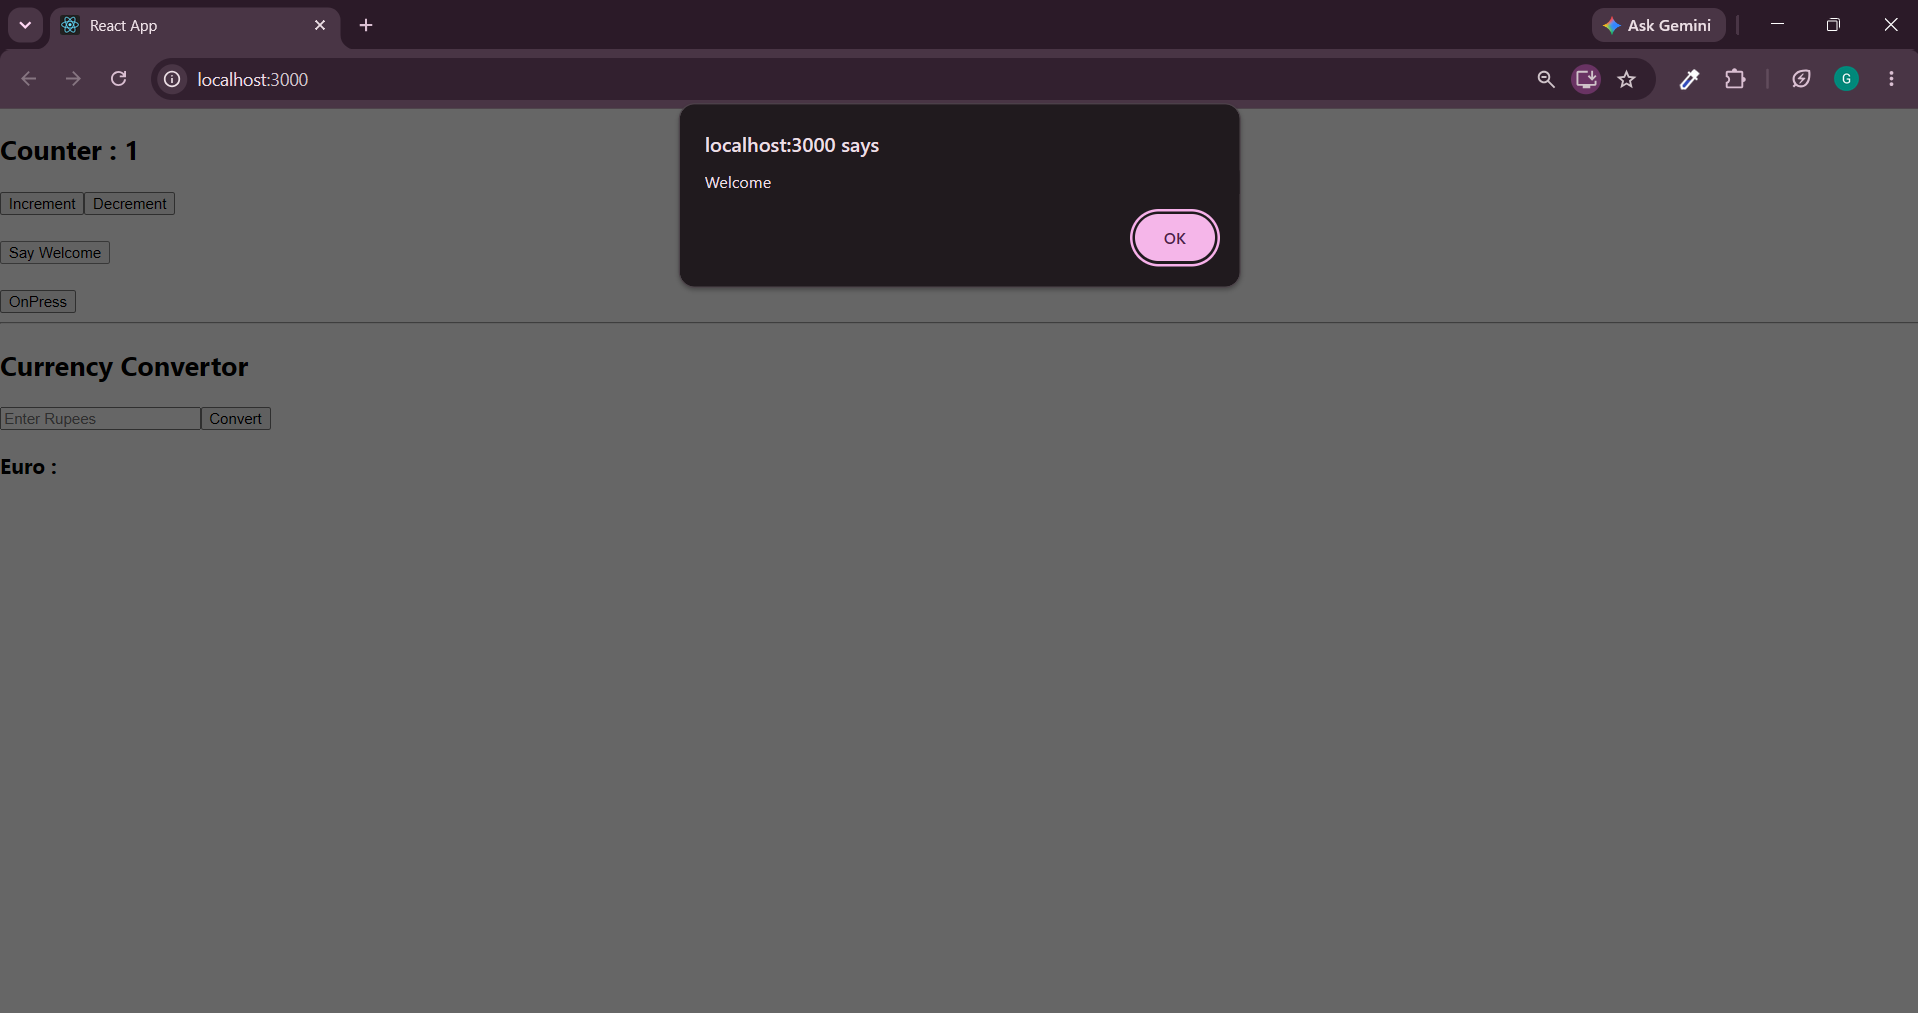 React App
Ask Gemini
localhost:3000
G
localhost:3000 says
Welcome
OK
Counter : 1
Increment Decrement
Say Welcome
OnPress
Currency Convertor
Enter Rupees Convert
Euro :